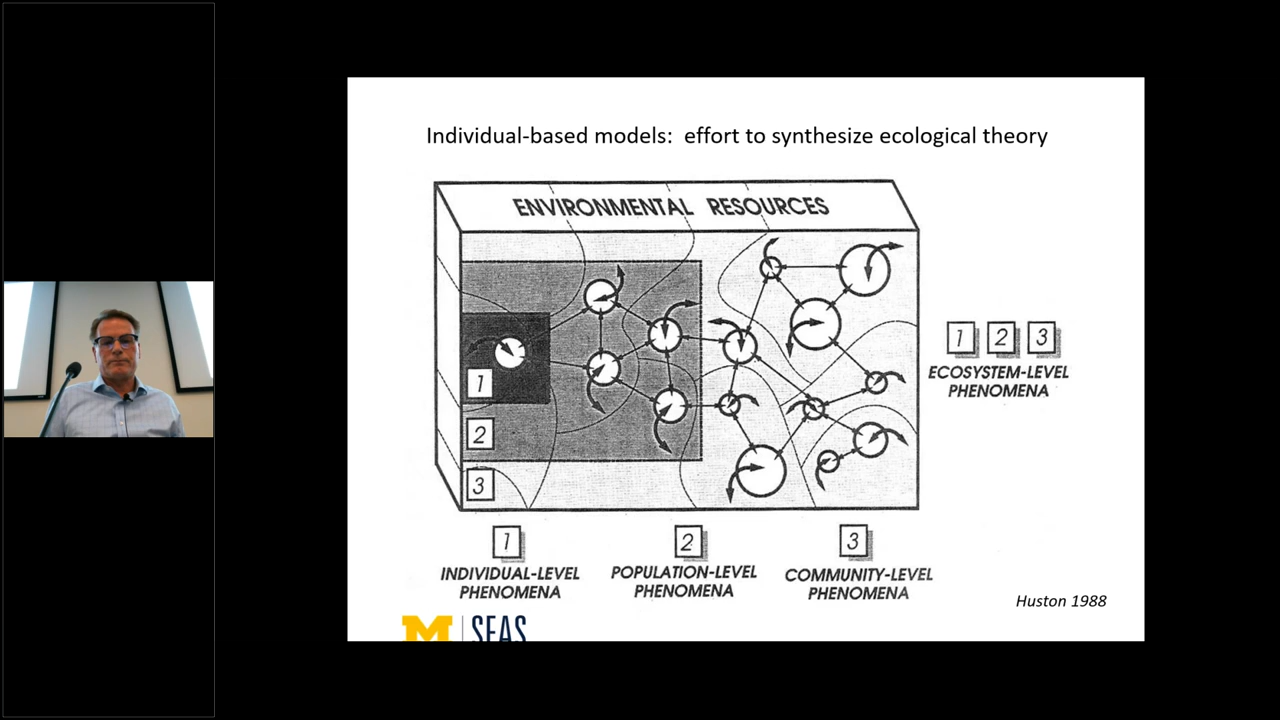 Individual-based models:  effort to synthesize ecological theory
ENVIRONMENTAL RESOURCES
1
2
3
1 2 3
ECOSYSTEM-LEVEL
PHENOMENA
1
INDIVIDUAL-LEVEL
PHENOMENA
2
POPULATION-LEVEL
PHENOMENA
3
COMMUNITY-LEVEL
PHENOMENA
Huston 1988
M | SEAS